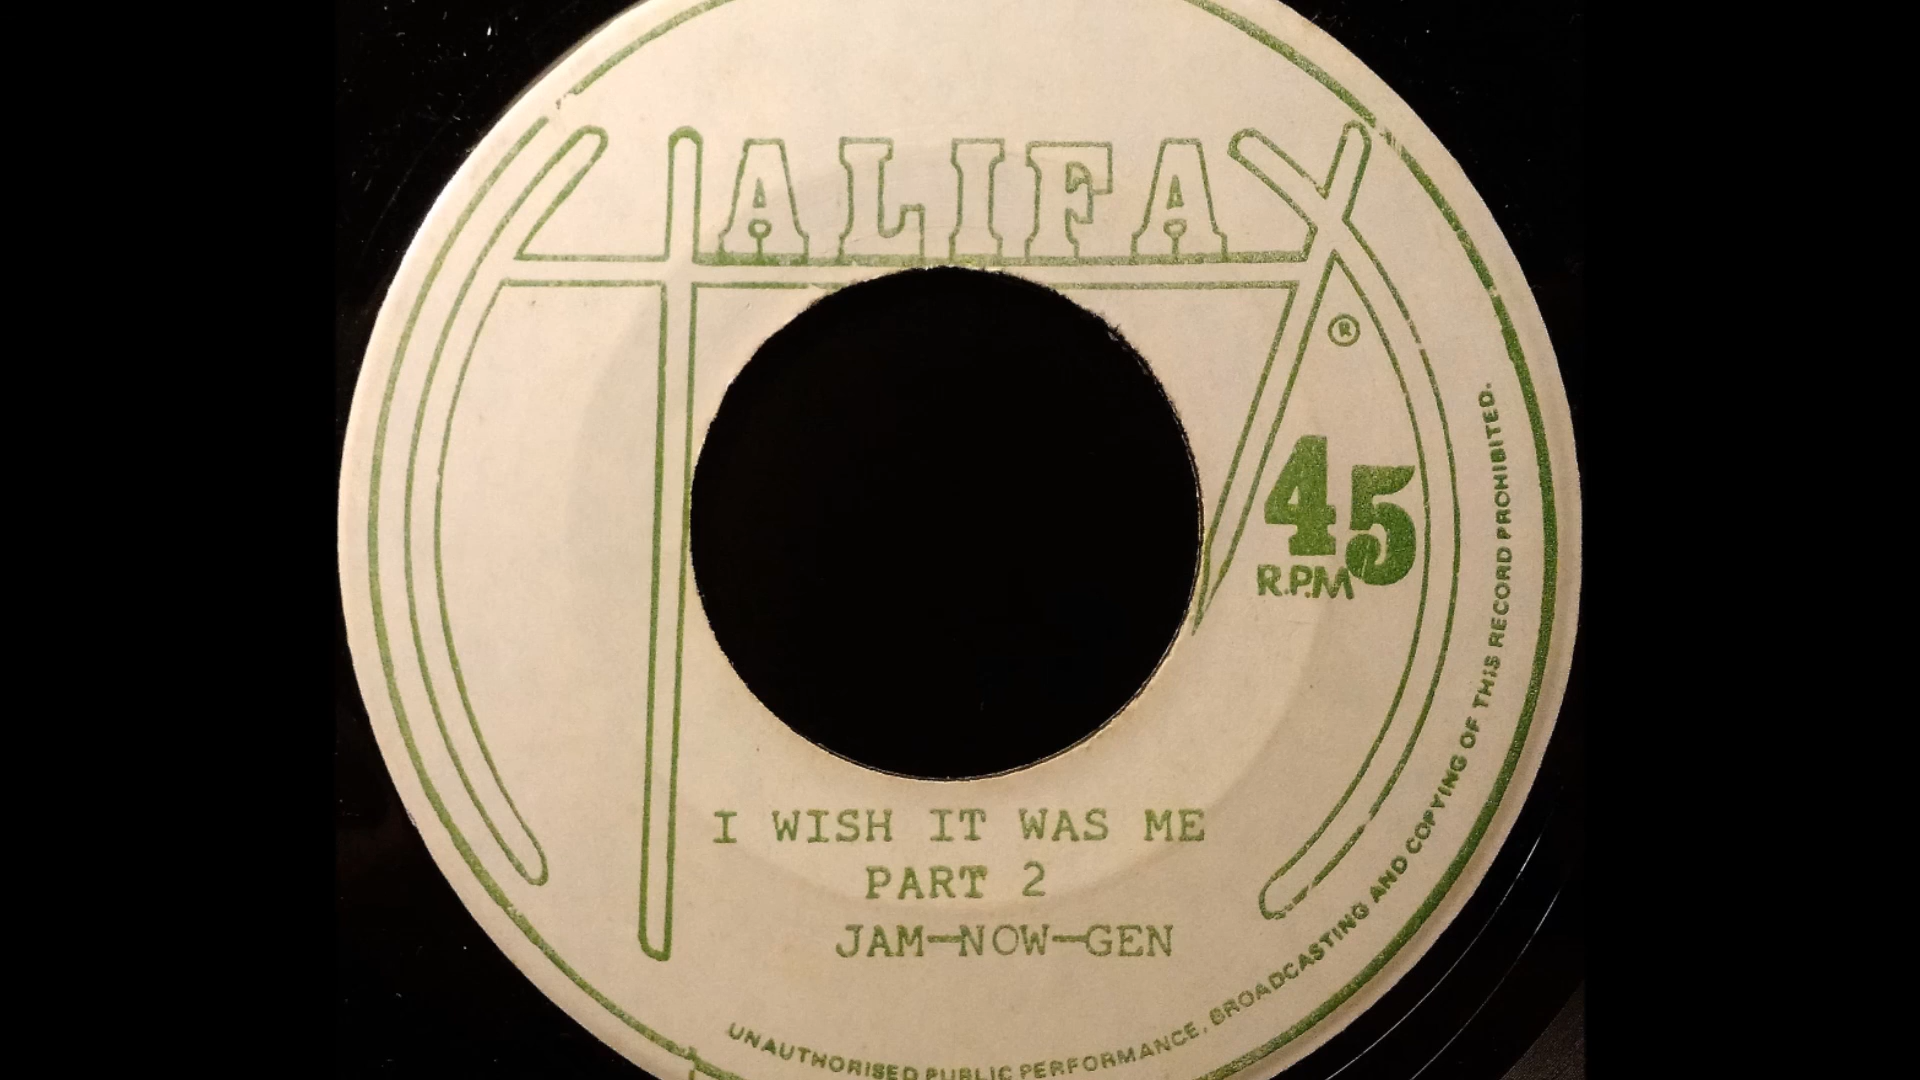 HALIFAX
®
45
R.P.M
I WISH IT WAS ME
PART 2
JAM-NOW-GEN
UNAUTHORISED PUBLIC PERFORMANCE, BROADCASTING AND COPYING OF THIS RECORD PROHIBITED.